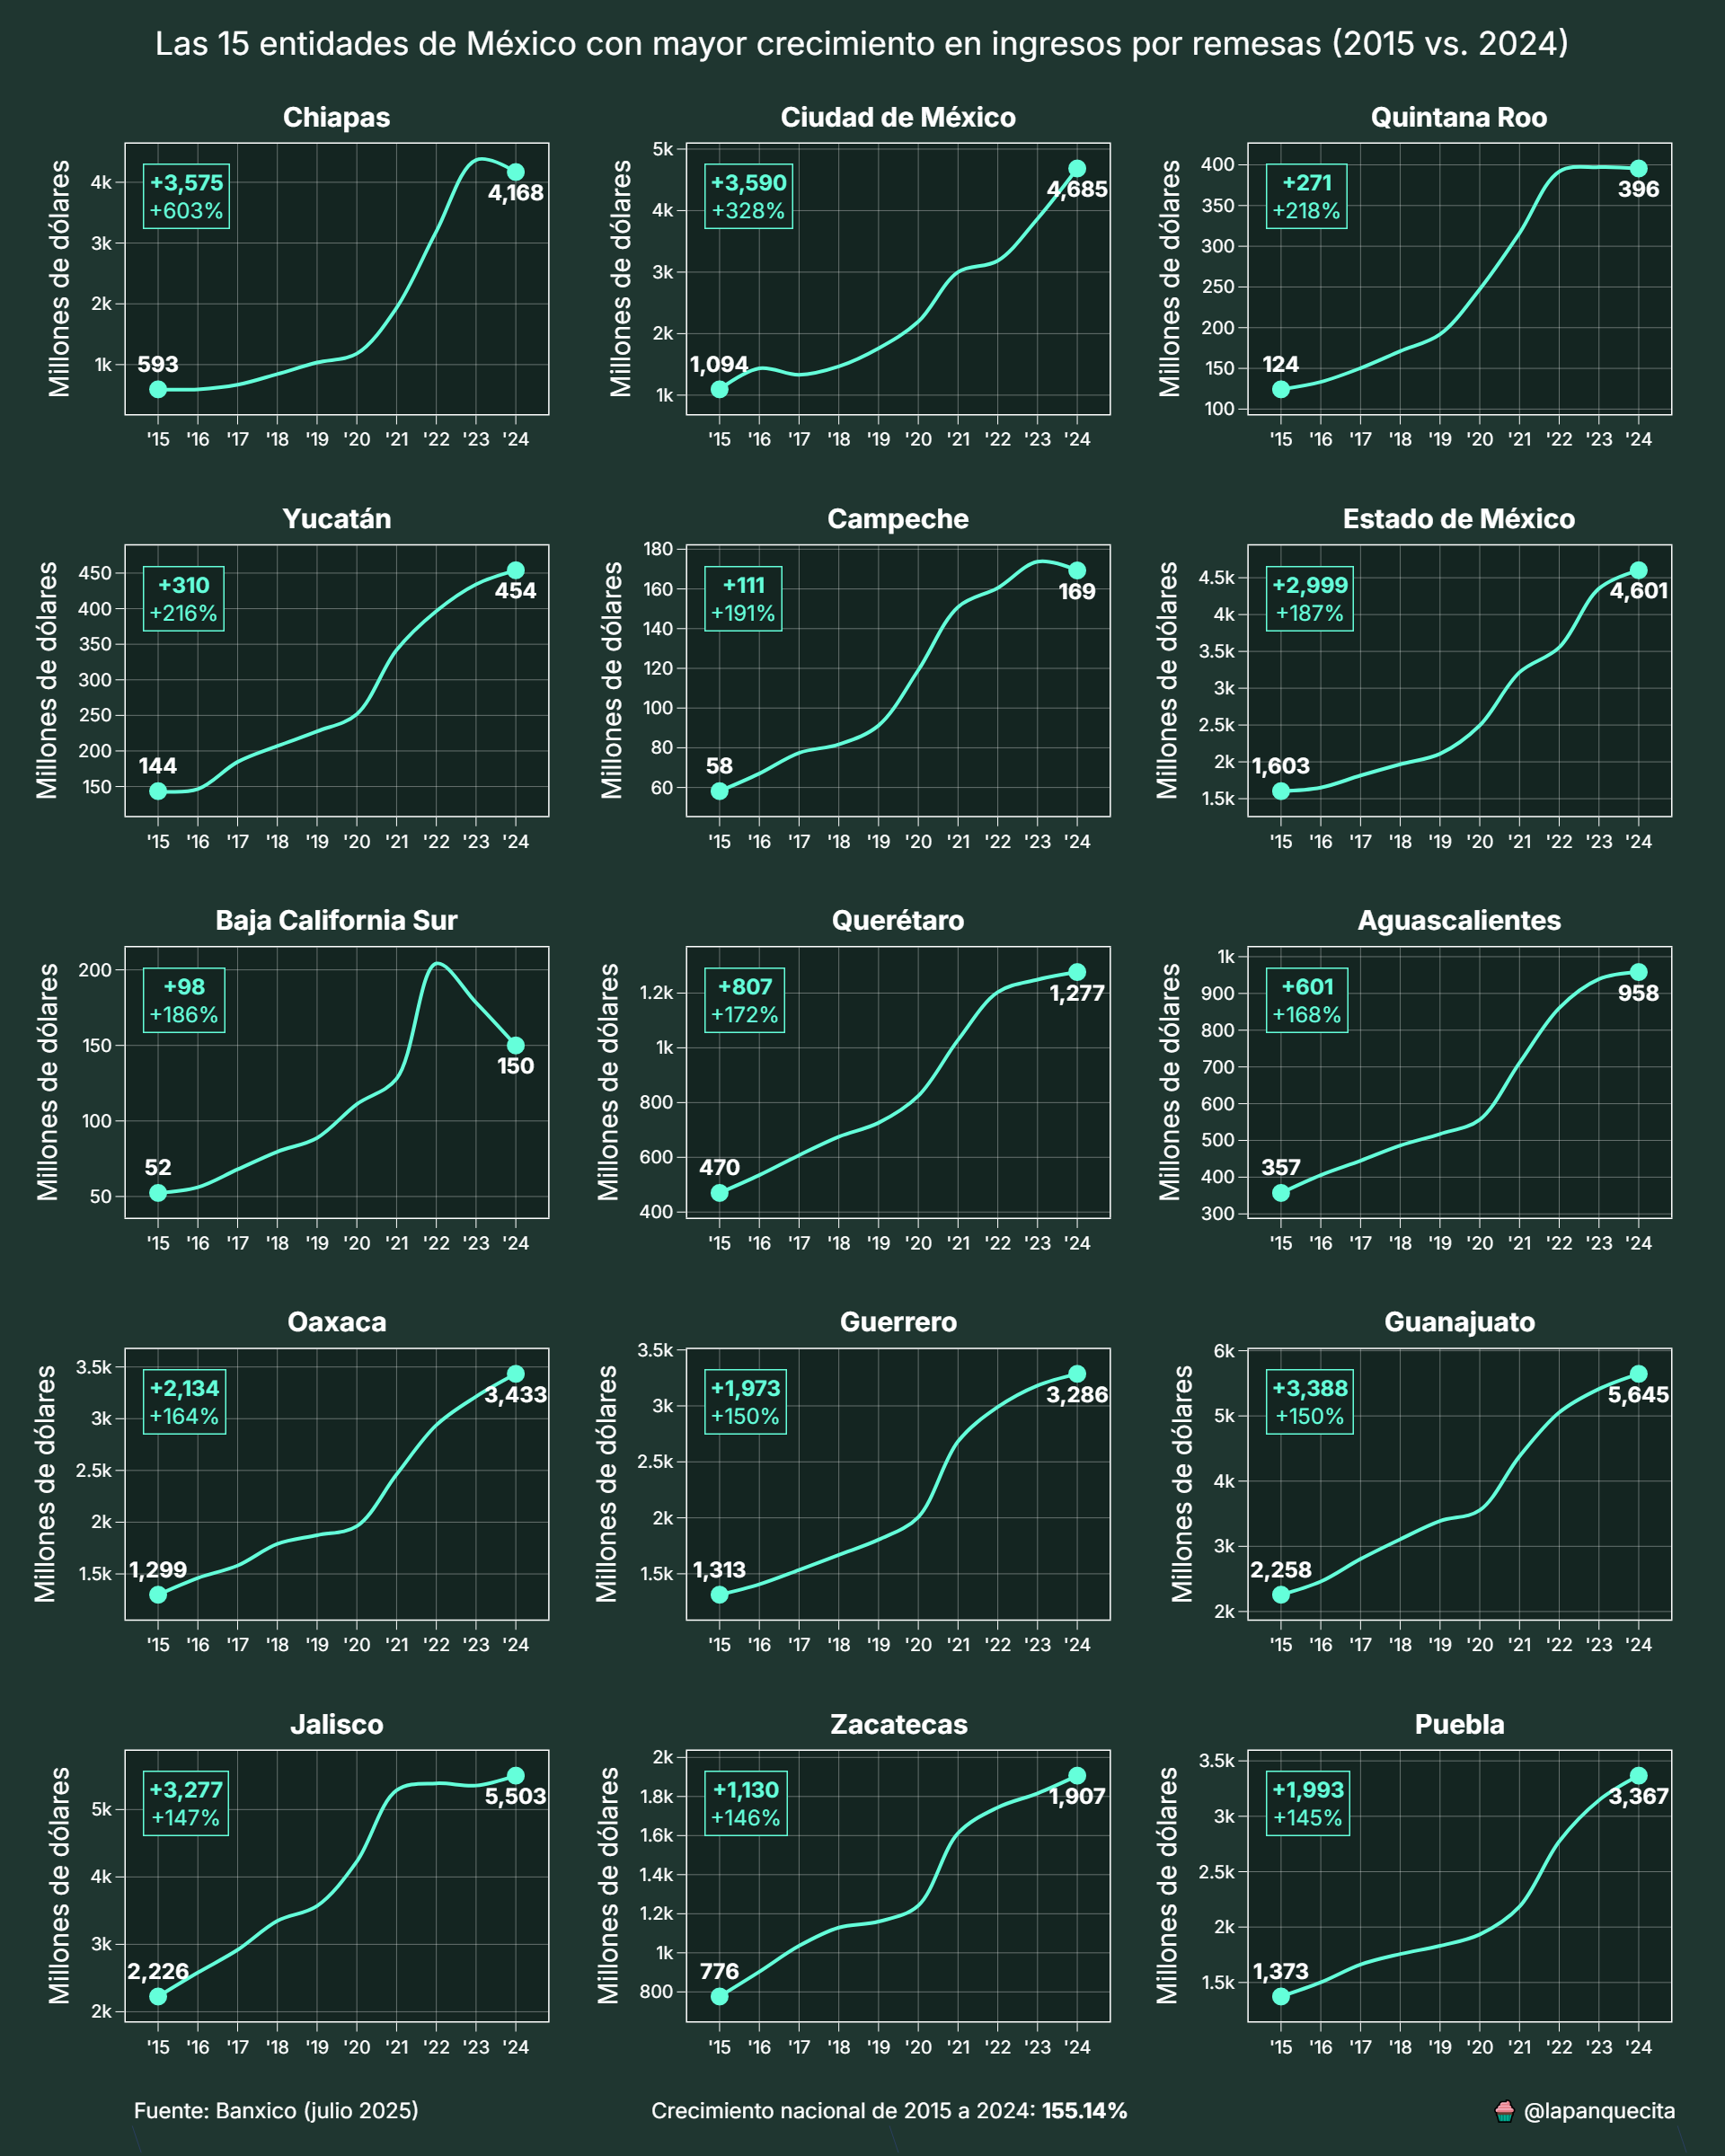 Las 15 entidades de México con mayor crecimiento en ingresos por remesas (2015 vs. 2024)
Chiapas
Millones de dólares
4k
3k
2k
1k
+3,575
+603%
593
4,168
'15 '16 '17 '18 '19 '20 '21 '22 '23 '24
Ciudad de México
Millones de dólares
5k
4k
3k
2k
1k
+3,590
+328%
1,094
4,685
'15 '16 '17 '18 '19 '20 '21 '22 '23 '24
Quintana Roo
Millones de dólares
400
350
300
250
200
150
100
+271
+218%
124
396
'15 '16 '17 '18 '19 '20 '21 '22 '23 '24
Yucatán
Millones de dólares
450
400
350
300
250
200
150
+310
+216%
144
454
'15 '16 '17 '18 '19 '20 '21 '22 '23 '24
Campeche
Millones de dólares
180
160
140
120
100
80
60
+111
+191%
58
169
'15 '16 '17 '18 '19 '20 '21 '22 '23 '24
Estado de México
Millones de dólares
4.5k
4k
3.5k
3k
2.5k
2k
1.5k
+2,999
+187%
1,603
4,601
'15 '16 '17 '18 '19 '20 '21 '22 '23 '24
Baja California Sur
Millones de dólares
200
150
100
50
+98
+186%
52
150
'15 '16 '17 '18 '19 '20 '21 '22 '23 '24
Querétaro
Millones de dólares
1.2k
1k
800
600
400
+807
+172%
470
1,277
'15 '16 '17 '18 '19 '20 '21 '22 '23 '24
Aguascalientes
Millones de dólares
1k
900
800
700
600
500
400
300
+601
+168%
357
958
'15 '16 '17 '18 '19 '20 '21 '22 '23 '24
Oaxaca
Millones de dólares
3.5k
3k
2.5k
2k
1.5k
+2,134
+164%
1,299
3,433
'15 '16 '17 '18 '19 '20 '21 '22 '23 '24
Guerrero
Millones de dólares
3.5k
3k
2.5k
2k
1.5k
+1,973
+150%
1,313
3,286
'15 '16 '17 '18 '19 '20 '21 '22 '23 '24
Guanajuato
Millones de dólares
6k
5k
4k
3k
2k
+3,388
+150%
2,258
5,645
'15 '16 '17 '18 '19 '20 '21 '22 '23 '24
Jalisco
Millones de dólares
5k
4k
3k
2k
+3,277
+147%
2,226
5,503
'15 '16 '17 '18 '19 '20 '21 '22 '23 '24
Zacatecas
Millones de dólares
2k
1.8k
1.6k
1.4k
1.2k
1k
800
+1,130
+146%
776
1,907
'15 '16 '17 '18 '19 '20 '21 '22 '23 '24
Puebla
Millones de dólares
3.5k
3k
2.5k
2k
1.5k
+1,993
+145%
1,373
3,367
'15 '16 '17 '18 '19 '20 '21 '22 '23 '24
Fuente: Banxico (julio 2025)
Crecimiento nacional de 2015 a 2024: 155.14%
@lapanquecita